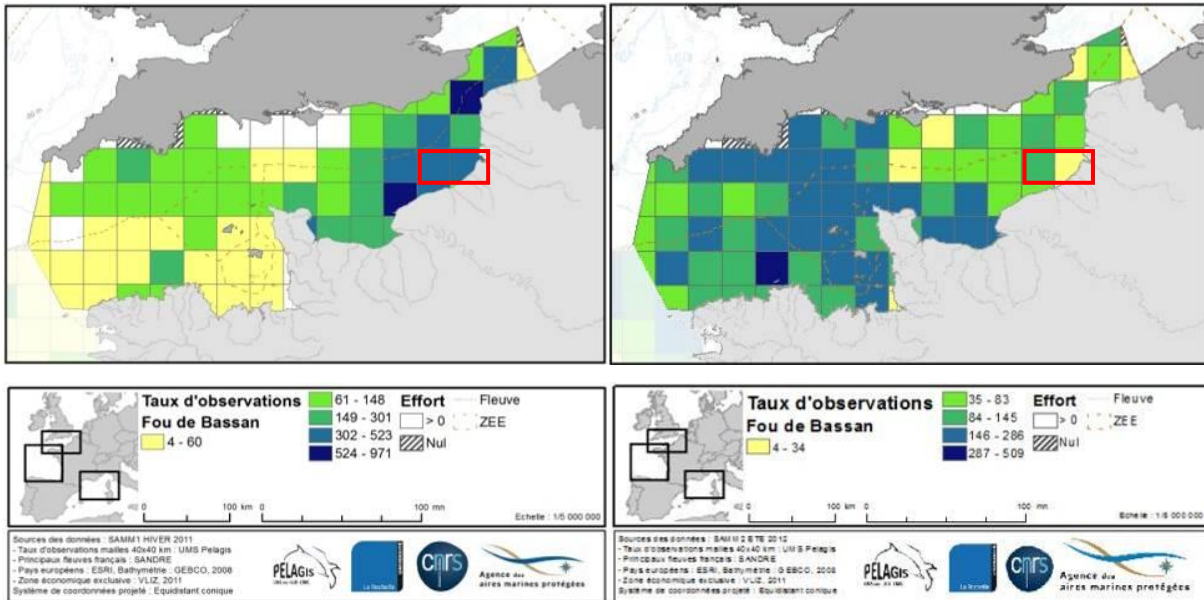 Taux d'observations
Fou de Bassan
4 - 60
61 - 148
149 - 301
302 - 523
524 - 971
Effort
> 0
Nul
Fleuve
ZEE
0 100 km 0 100 mn
Echelle : 1/5 000 000
Sources des données : SAMM1 HIVER 2011
- Taux d'observations mailles 40x40 km : UMS Pelagis
- Principaux fleuves français : SANDRE
- Pays européens : ESRI, Bathymétrie : GEBCO, 2008
- Zone économique exclusive : VLIZ, 2011
Système de coordonnées projeté : Equidistant conique
PELAGIS
La Rochelle
cnrs
Agence des
aires marines protégées
Taux d'observations
Fou de Bassan
4 - 34
35 - 83
84 - 145
146 - 286
287 - 509
Effort
> 0
Nul
Fleuve
ZEE
0 100 km 0 100 mn
Echelle : 1/5 000 000
Sources des données : SAMM 2 ETE 2012
- Taux d'observations mailles 40x40 km : UMS Pelagis
- Principaux fleuves français : SANDRE
- Pays européens : ESRI, Bathymétrie : GEBCO, 2008
- Zone économique exclusive : VLIZ, 2011
Système de coordonnées projeté : Equidistant conique
PELAGIS
La Rochelle
cnrs
Agence des
aires marines protégées